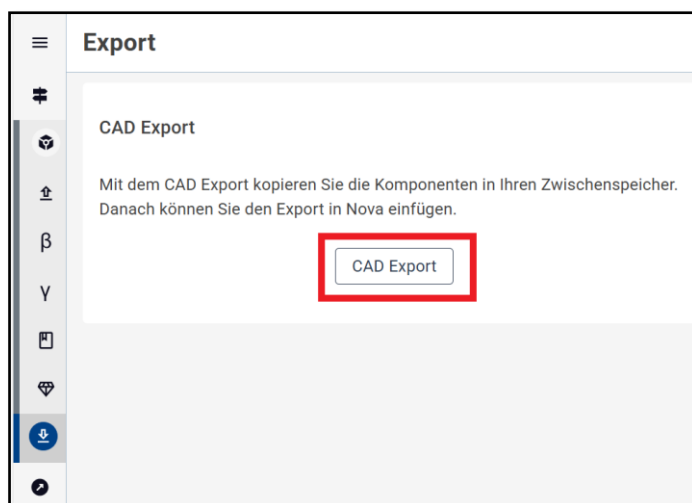 Export
CAD Export
Mit dem CAD Export kopieren Sie die Komponenten in Ihren Zwischenspeicher.
Danach können Sie den Export in Nova einfügen.
CAD Export
β
γ